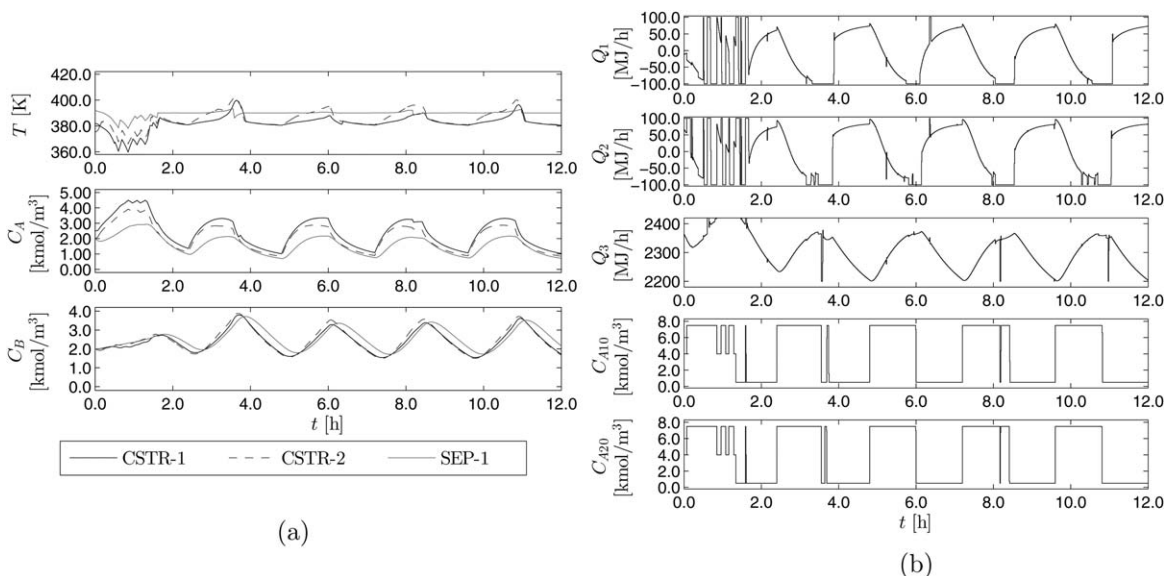 420.0
400.0
380.0
360.0
T [K]
0.0 2.0 4.0 6.0 8.0 10.0 12.0
5.00
4.00
3.00
2.00
1.00
0.00
C_A
[kmol/m³]
0.0 2.0 4.0 6.0 8.0 10.0 12.0
4.0
3.0
2.0
1.0
0.0
C_B
[kmol/m³]
0.0 2.0 4.0 6.0 8.0 10.0 12.0
t [h]
CSTR-1 CSTR-2 SEP-1
(a)
100.0
50.0
0.0
−50.0
−100.0
Q₁
[MJ/h]
0.0 2.0 4.0 6.0 8.0 10.0 12.0
100.0
50.0
0.0
−50.0
−100.0
Q₂
[MJ/h]
0.0 2.0 4.0 6.0 8.0 10.0 12.0
2400
2300
2200
Q₃
[MJ/h]
0.0 2.0 4.0 6.0 8.0 10.0 12.0
8.0
6.0
4.0
2.0
0.0
C_A10
[kmol/m³]
0.0 2.0 4.0 6.0 8.0 10.0 12.0
8.0
6.0
4.0
2.0
0.0
C_A20
[kmol/m³]
0.0 2.0 4.0 6.0 8.0 10.0 12.0
t [h]
(b)